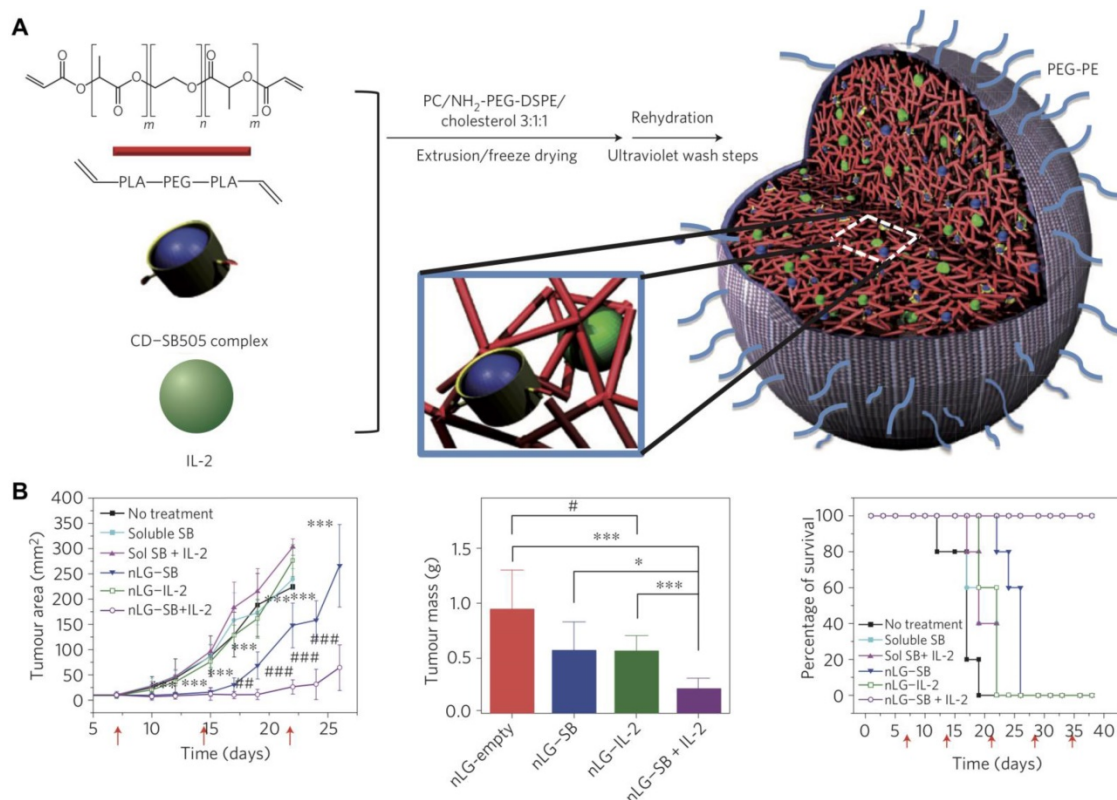 A
O
O
O
O
O
O
O
O
m
n
m
PLA—PEG—PLA
CD–SB505 complex
IL-2
PC/NH₂-PEG-DSPE/
cholesterol 3:1:1
Extrusion/freeze drying
Rehydration
Ultraviolet wash steps
PEG-PE
B
Tumour area (mm²)
400
350
300
250
200
150
100
50
0
No treatment
Soluble SB
Sol SB + IL-2
nLG–SB
nLG-IL-2
nLG-SB+IL-2
***
***
***
***
***
***
***
##
###
###
###
###
5
10
15
20
25
Time (days)
Tumour mass (g)
1.5
1.0
0.5
0.0
#
***
*
***
nLG-empty
nLG–SB
nLG–IL-2
nLG–SB + IL-2
Percentage of survival
100
80
60
40
20
0
No treatment
Soluble SB
Sol SB+ IL-2
nLG-SB
nLG-IL-2
nLG-SB + IL-2
0
5
10
15
20
25
30
35
40
Time (days)